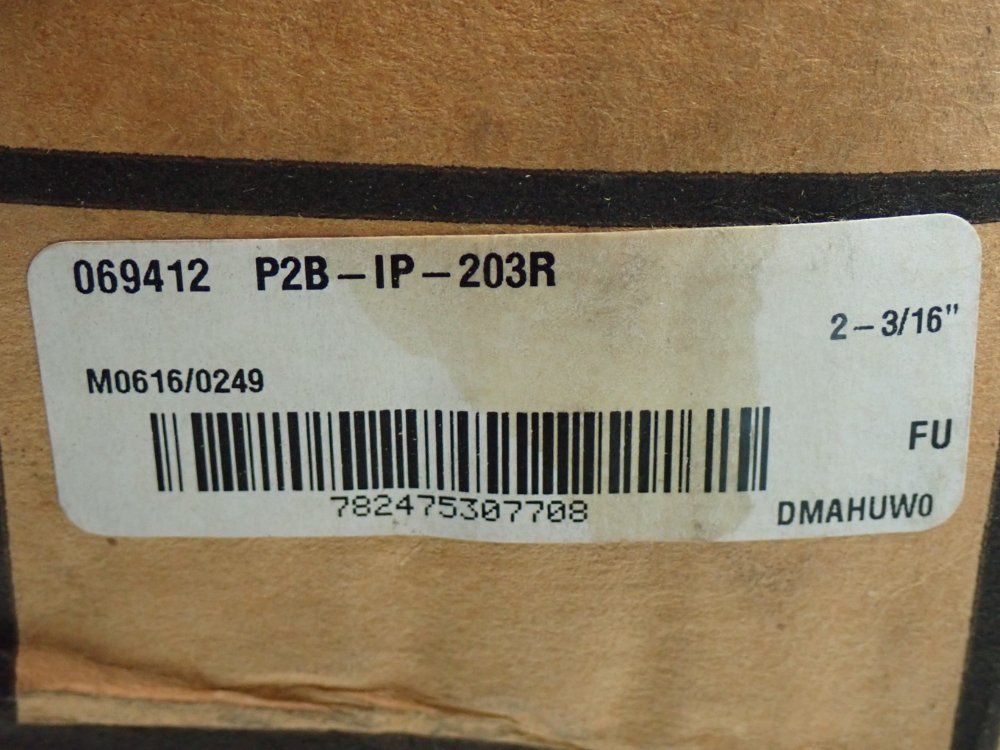 069412 P2B-IP-203R
2-3/16"
M0616/0249
FU
782475307708
DMAHUW0